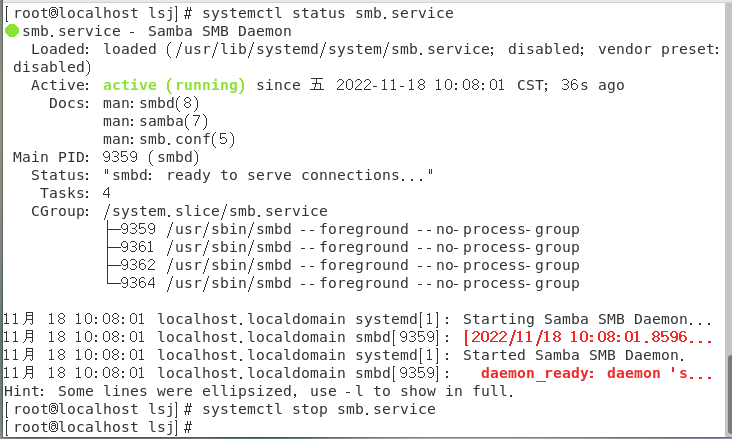 [root@localhost lsj]# systemctl status smb.service
smb.service - Samba SMB Daemon
Loaded: loaded (/usr/lib/systemd/system/smb.service; disabled; vendor preset:
disabled)
Active: active (running) since 五 2022-11-18 10:08:01 CST; 36s ago
Docs: man:smbd(8)
man:samba(7)
man:smb.conf(5)
Main PID: 9359 (smbd)
Status: "smbd: ready to serve connections..."
Tasks: 4
CGroup: /system.slice/smb.service
├─9359 /usr/sbin/smbd --foreground --no-process-group
├─9361 /usr/sbin/smbd --foreground --no-process-group
├─9362 /usr/sbin/smbd --foreground --no-process-group
└─9364 /usr/sbin/smbd --foreground --no-process-group
11月 18 10:08:01 localhost.localdomain systemd[1]: Starting Samba SMB Daemon...
11月 18 10:08:01 localhost.localdomain smbd[9359]: [2022/11/18 10:08:01.8596...
11月 18 10:08:01 localhost.localdomain systemd[1]: Started Samba SMB Daemon.
11月 18 10:08:01 localhost.localdomain smbd[9359]: daemon_ready: daemon 's...
Hint: Some lines were ellipsized, use -l to show in full.
[root@localhost lsj]# systemctl stop smb.service
[root@localhost lsj]#